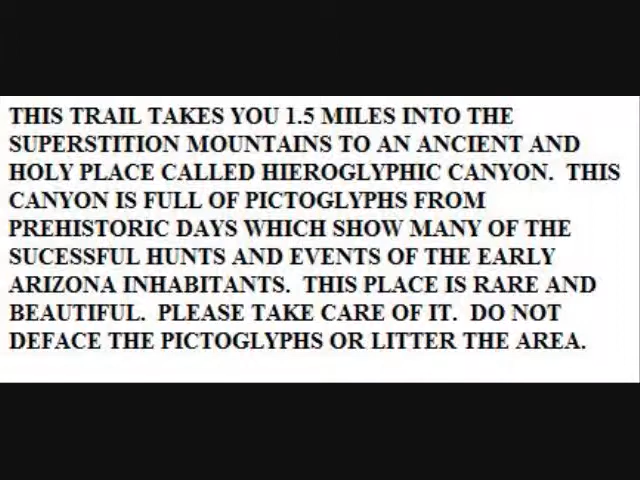 THIS TRAIL TAKES YOU 1.5 MILES INTO THE
SUPERSTITION MOUNTAINS TO AN ANCIENT AND
HOLY PLACE CALLED HIEROGLYPHIC CANYON.  THIS
CANYON IS FULL OF PICTOGLYPHS FROM
PREHISTORIC DAYS WHICH SHOW MANY OF THE
SUCESSFUL HUNTS AND EVENTS OF THE EARLY
ARIZONA INHABITANTS.  THIS PLACE IS RARE AND
BEAUTIFUL.  PLEASE TAKE CARE OF IT.  DO NOT
DEFACE THE PICTOGLYPHS OR LITTER THE AREA.